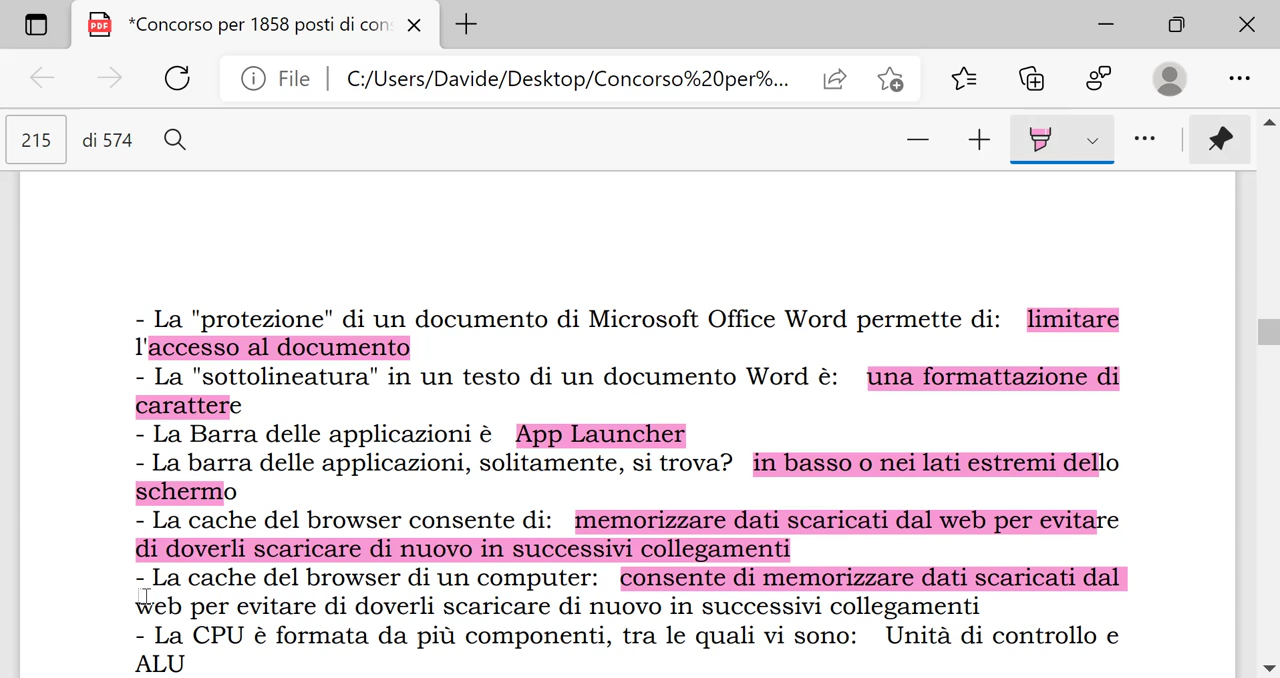 *Concorso per 1858 posti di con
File | C:/Users/Davide/Desktop/Concorso%20per%...
215 di 574
- La "protezione" di un documento di Microsoft Office Word permette di: limitare
l'accesso al documento
- La "sottolineatura" in un testo di un documento Word è: una formattazione di
carattere
- La Barra delle applicazioni è App Launcher
- La barra delle applicazioni, solitamente, si trova? in basso o nei lati estremi dello
schermo
- La cache del browser consente di: memorizzare dati scaricati dal web per evitare
di doverli scaricare di nuovo in successivi collegamenti
- La cache del browser di un computer: consente di memorizzare dati scaricati dal
web per evitare di doverli scaricare di nuovo in successivi collegamenti
- La CPU è formata da più componenti, tra le quali vi sono: Unità di controllo e
ALU